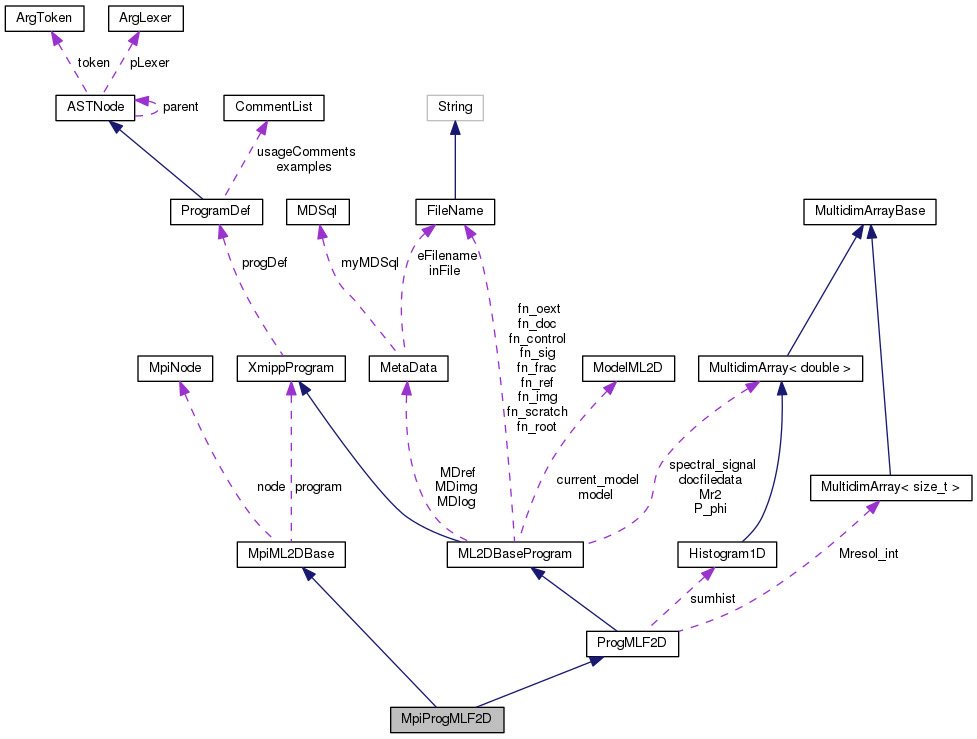 ArgToken
ArgLexer
token
pLexer
ASTNode
parent
CommentList
String
usageComments
examples
ProgramDef
MDSql
FileName
MultidimArrayBase
progDef
myMDSql
eFilename
inFile
fn_oext
fn_doc
fn_control
fn_sig
fn_frac
fn_ref
fn_img
fn_scratch
fn_root
MpiNode
XmippProgram
MetaData
ModelML2D
MultidimArray< double >
node
program
MDref
MDimg
MDlog
current_model
model
spectral_signal
docfiledata
Mr2
P_phi
MultidimArray< size_t >
MpiML2DBase
ML2DBaseProgram
Histogram1D
Mresol_int
sumhist
ProgMLF2D
MpiProgMLF2D